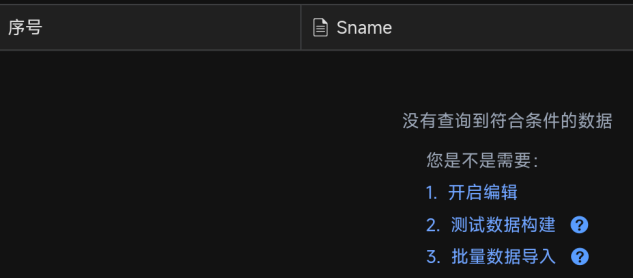 序号
Sname
没有查询到符合条件的数据
您是不是需要：
1. 开启编辑
2. 测试数据构建 ?
3. 批量数据导入 ?